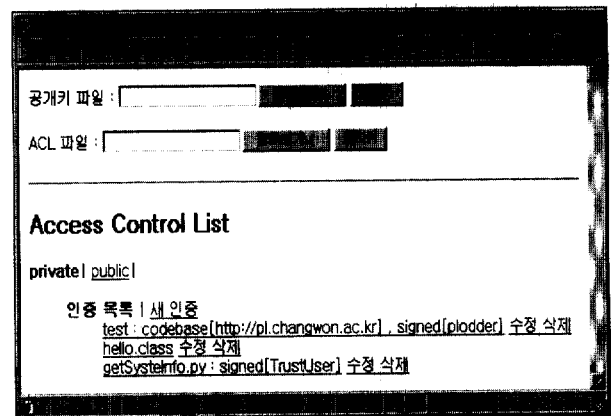 공개키 파일 :
ACL 파일 :
Access Control List
private | public |
인증 목록 | 새 인증
test : codebase[http://pl.changwon.ac.kr] , signed[plodder] 수정 삭제
hello.class 수정 삭제
getSysteInfo.py : signed[TrustUser] 수정 삭제